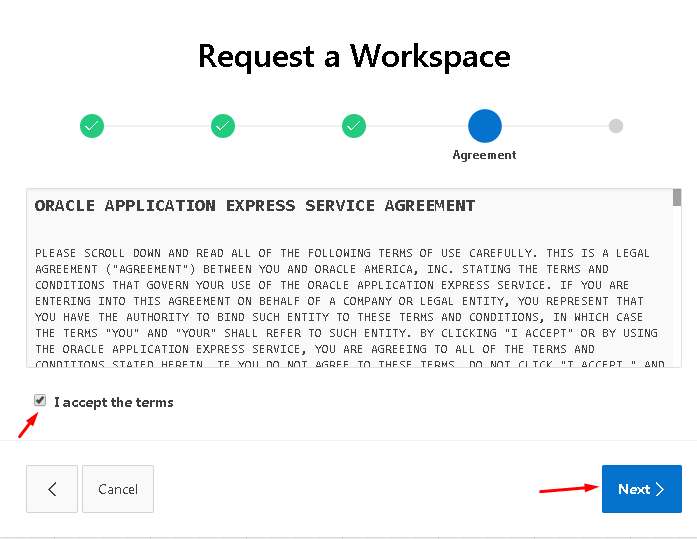 Request a Workspace
Agreement
ORACLE APPLICATION EXPRESS SERVICE AGREEMENT
PLEASE SCROLL DOWN AND READ ALL OF THE FOLLOWING TERMS OF USE CAREFULLY. THIS IS A LEGAL
AGREEMENT ("AGREEMENT") BETWEEN YOU AND ORACLE AMERICA, INC. STATING THE TERMS AND
CONDITIONS THAT GOVERN YOUR USE OF THE ORACLE APPLICATION EXPRESS SERVICE. IF YOU ARE
ENTERING INTO THIS AGREEMENT ON BEHALF OF A COMPANY OR LEGAL ENTITY, YOU REPRESENT THAT
YOU HAVE THE AUTHORITY TO BIND SUCH ENTITY TO THESE TERMS AND CONDITIONS, IN WHICH CASE
THE TERMS "YOU" AND "YOUR" SHALL REFER TO SUCH ENTITY. BY CLICKING "I ACCEPT" OR BY USING
THE ORACLE APPLICATION EXPRESS SERVICE, YOU ARE AGREEING TO ALL OF THE TERMS AND
CONDITIONS STATED HEREIN. IF YOU DO NOT AGREE TO THESE TERMS, DO NOT CLICK "I ACCEPT," AND
I accept the terms
Cancel
Next